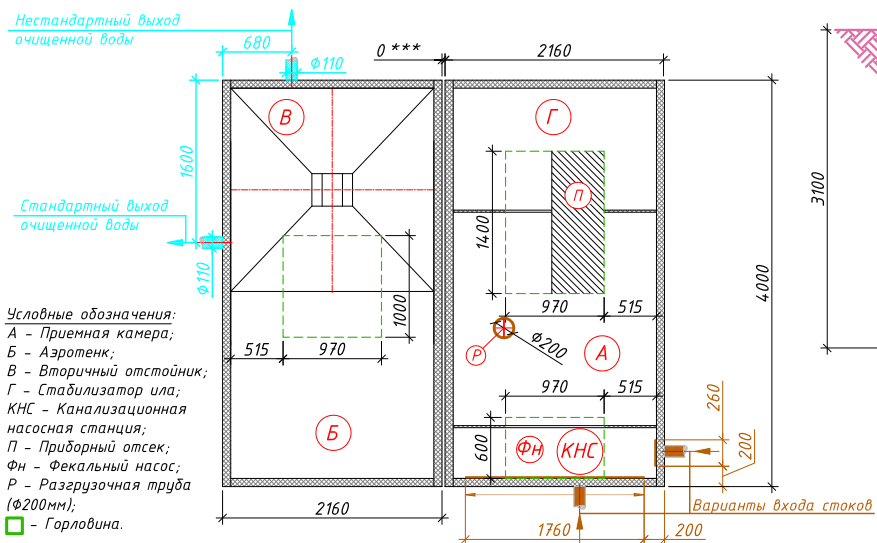 Нестандартный выход
очищенной воды
680
Ф110
0 ***
2160
В
Г
1600
П
1400
3100
4000
Стандартный выход
очищенной воды
Ф110
1000
970
515
Р
Ф200
А
515
970
970
515
Условные обозначения:
А - Приемная камера;
Б - Аэротенк;
В - Вторичный отстойник;
Г - Стабилизатор ила;
КНС - Канализационная
насосная станция;
П - Приборный отсек;
Фн - Фекальный насос;
Р - Разгрузочная труба
(Ф200мм);
- Горловина.
Б
600
Фн
КНС
260
200
Варианты входа стоков
2160
1760
200